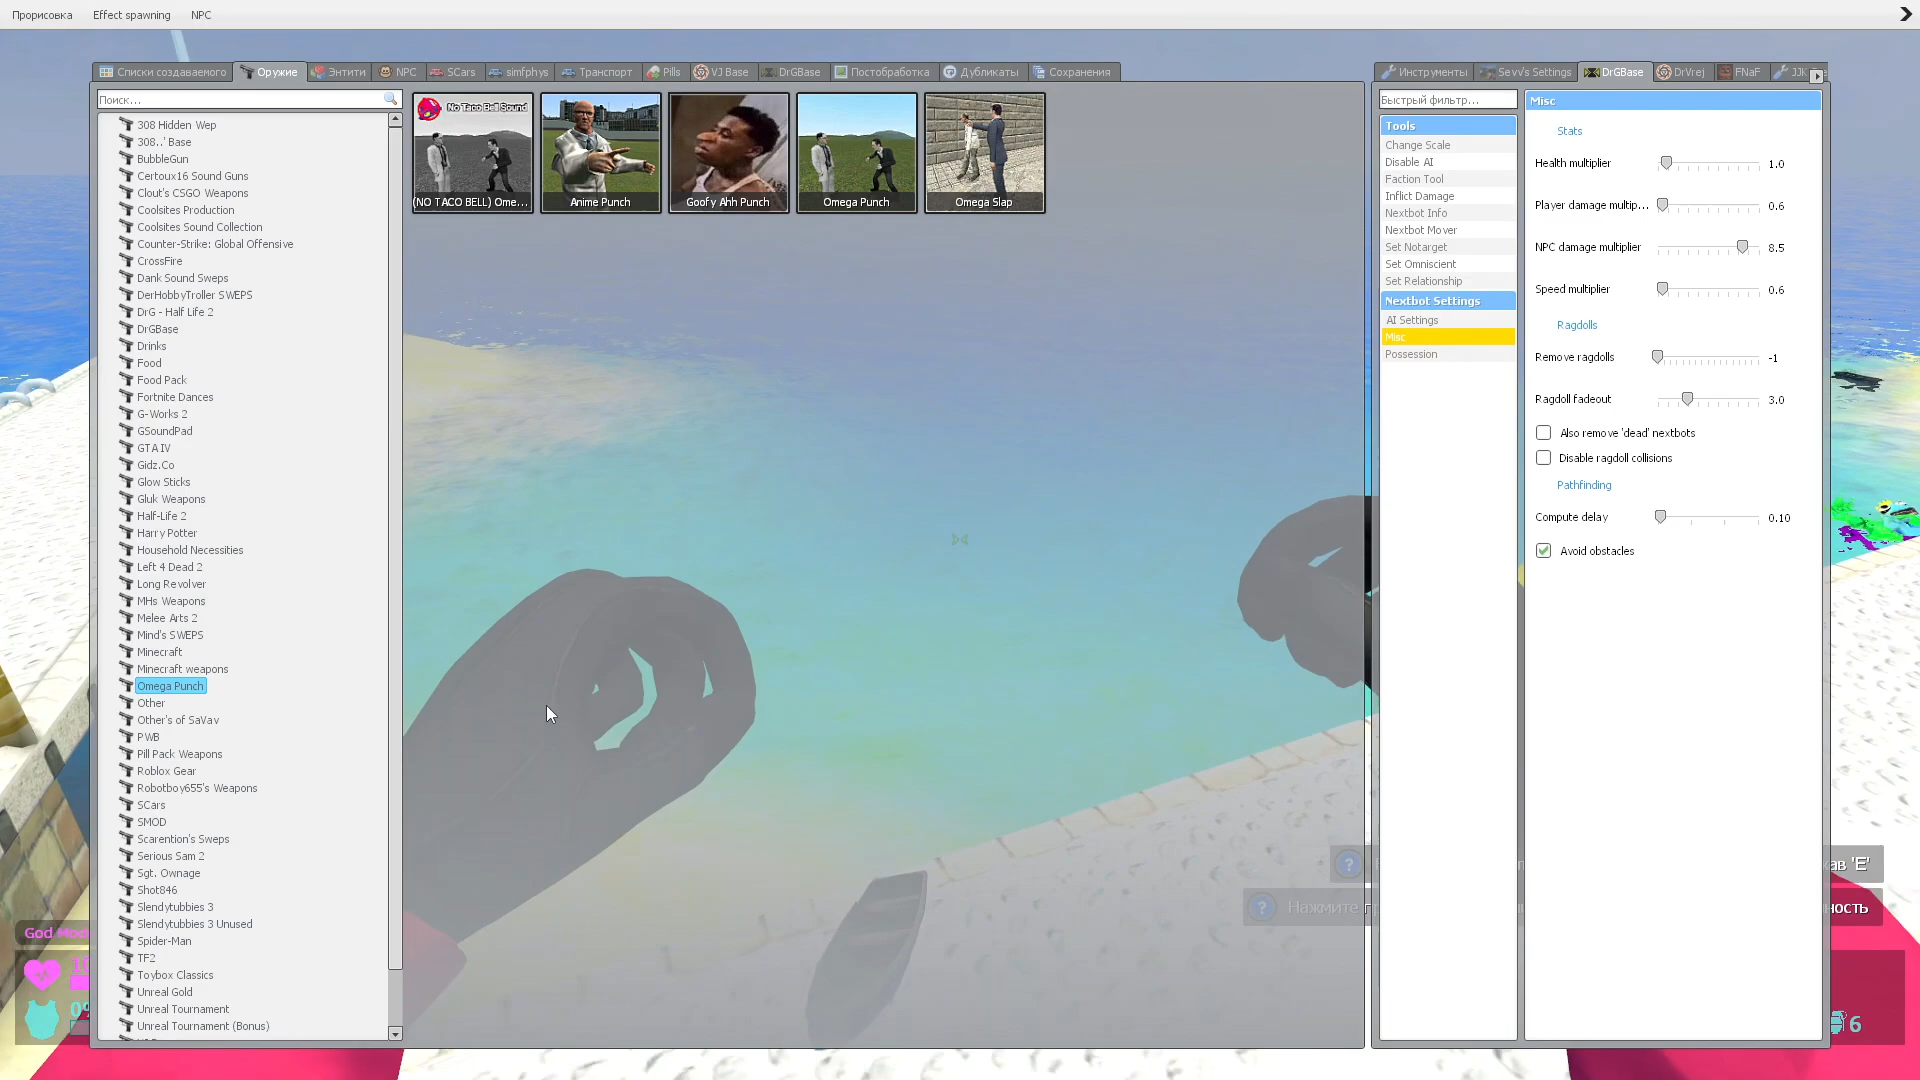 Прорисовка
Effect spawning
NPC
Списки создаваемого
Оружие
Энтити
NPC
SCars
simfphys
Транспорт
Pills
VJ Base
DrGBase
Постобработка
Дубликаты
Сохранения
Инструменты
Sevv's Settings
DrGBase
DrVrej
FNaF
Поиск...
308 Hidden Wep
308..' Base
BubbleGun
Certoux16 Sound Guns
Clout's CSGO Weapons
Coolsites Production
Coolsites Sound Collection
Counter-Strike: Global Offensive
CrossFire
Dank Sound Sweps
DerHobbyTroller SWEPS
DrG - Half Life 2
DrGBase
Drinks
Food
Food Pack
Fortnite Dances
G-Works 2
GSoundPad
GTA IV
Gidz.Co
Glow Sticks
Gluk Weapons
Half-Life 2
Harry Potter
Household Necessities
Left 4 Dead 2
Long Revolver
MHs Weapons
Melee Arts 2
Mind's SWEPS
Minecraft
Minecraft weapons
Omega Punch
Other
Other's of SaVav
PWB
Pill Pack Weapons
Roblox Gear
Robotboy655's Weapons
SCars
SMOD
Scarention's Sweps
Serious Sam 2
Sgt. Ownage
Shot846
Slendytubbies 3
Slendytubbies 3 Unused
Spider-Man
TF2
Toybox Classics
Unreal Gold
Unreal Tournament
Unreal Tournament (Bonus)
No Taco Bell Sound
(NO TACO BELL) Ome...
Anime Punch
Goofy Ahh Punch
Omega Punch
Omega Slap
Быстрый фильтр...
Tools
Change Scale
Disable AI
Faction Tool
Inflict Damage
Nextbot Info
Nextbot Mover
Set Notarget
Set Omniscient
Set Relationship
Nextbot Settings
AI Settings
Misc
Possession
Misc
Stats
Health multiplier 1.0
Player damage multip... 0.6
NPC damage multiplier 8.5
Speed multiplier 0.6
Ragdolls
Remove ragdolls -1
Ragdoll fadeout 3.0
Also remove 'dead' nextbots
Disable ragdoll collisions
Pathfinding
Compute delay 0.10
Avoid obstacles
'E'
Нажмите
God
6